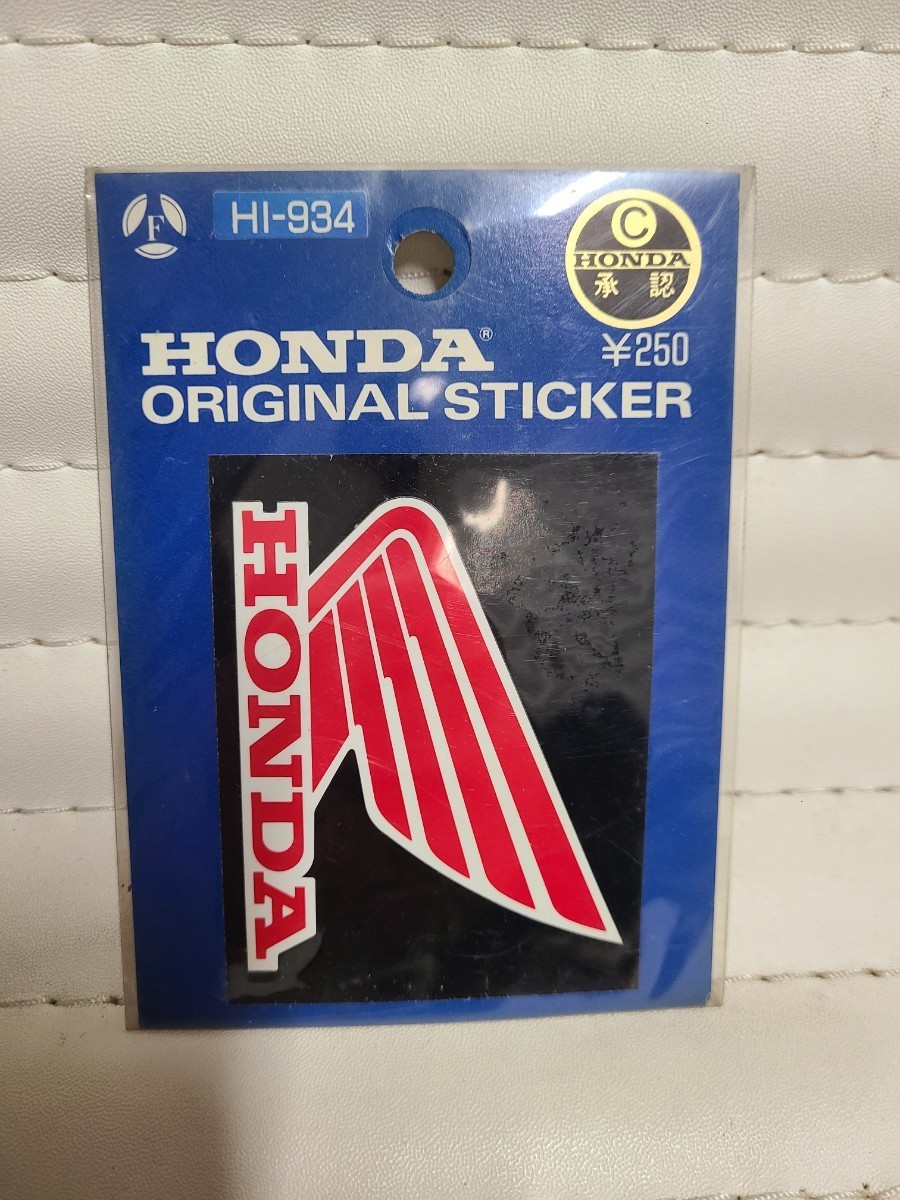 F
HI-934
©
HONDA
承認
HONDA®
¥250
ORIGINAL STICKER
HONDA